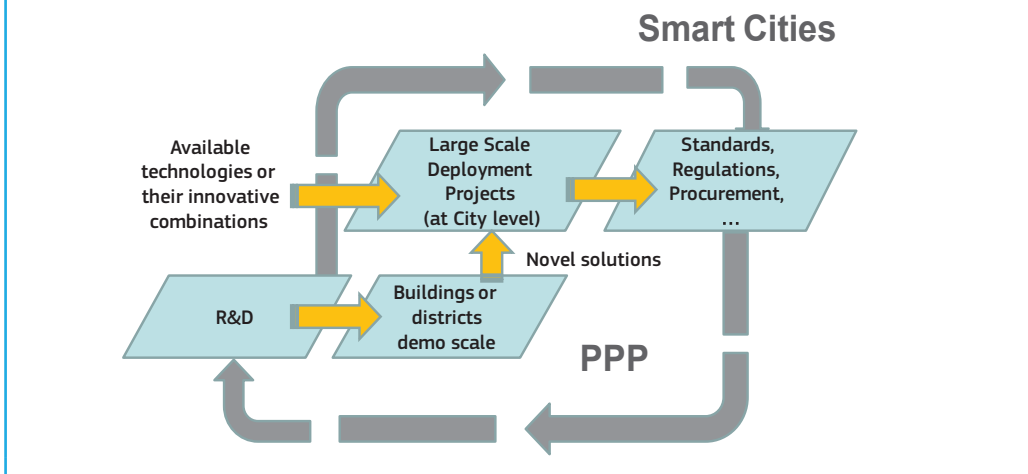 Smart Cities
Available
technologies or
their innovative
combinations
Large Scale
Deployment
Projects
(at City level)
Standards,
Regulations,
Procurement,
...
Novel solutions
R&D
Buildings or
districts
demo scale
PPP